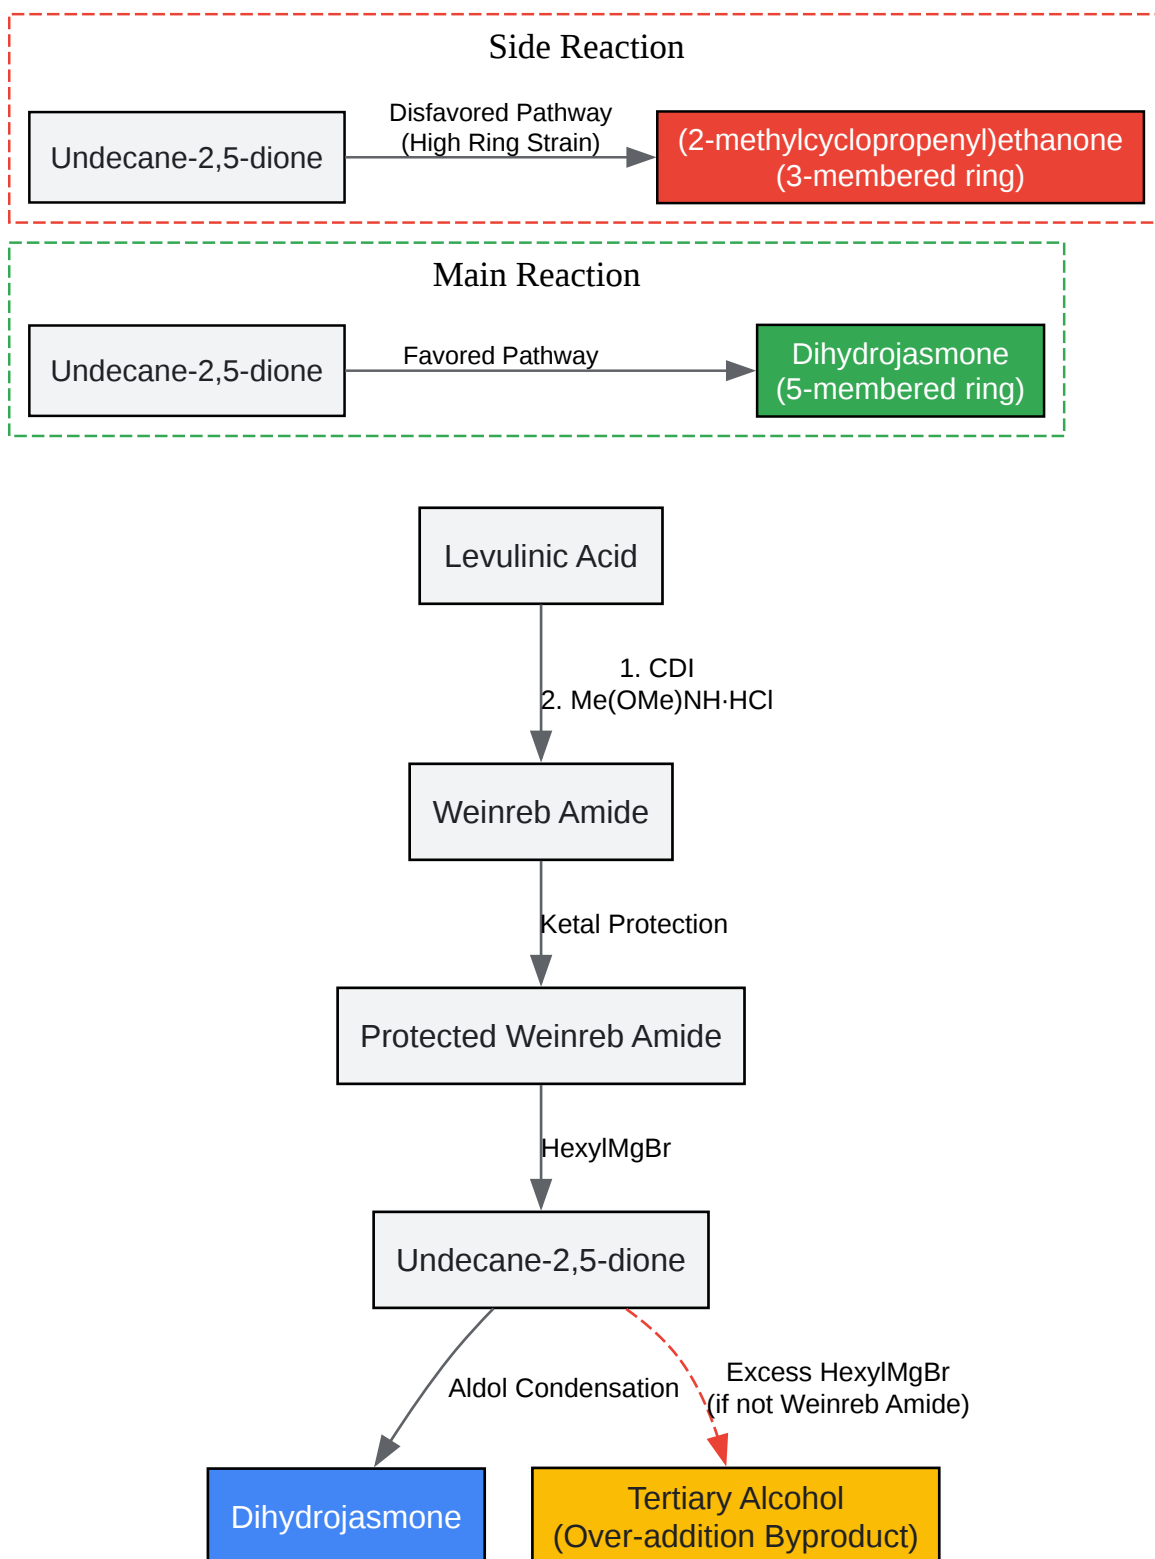 Side Reaction
Undecane-2,5-dione
Disfavored Pathway
(High Ring Strain)
(2-methylcyclopropenyl)ethanone
(3-membered ring)
Main Reaction
Undecane-2,5-dione
Favored Pathway
Dihydrojasmone
(5-membered ring)
Levulinic Acid
1. CDI
2. Me(OMe)NH·HCl
Weinreb Amide
Ketal Protection
Protected Weinreb Amide
HexylMgBr
Undecane-2,5-dione
Aldol Condensation
Excess HexylMgBr
(if not Weinreb Amide)
Dihydrojasmone
Tertiary Alcohol
(Over-addition Byproduct)